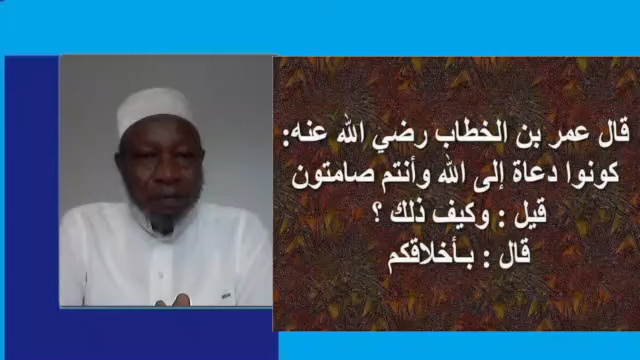 قال عمر بن الخطاب رضي الله عنه:
كونوا دعاة إلى الله وأنتم صامتون
قيل : وكيف ذلك ؟
قال : بأخلاقكم